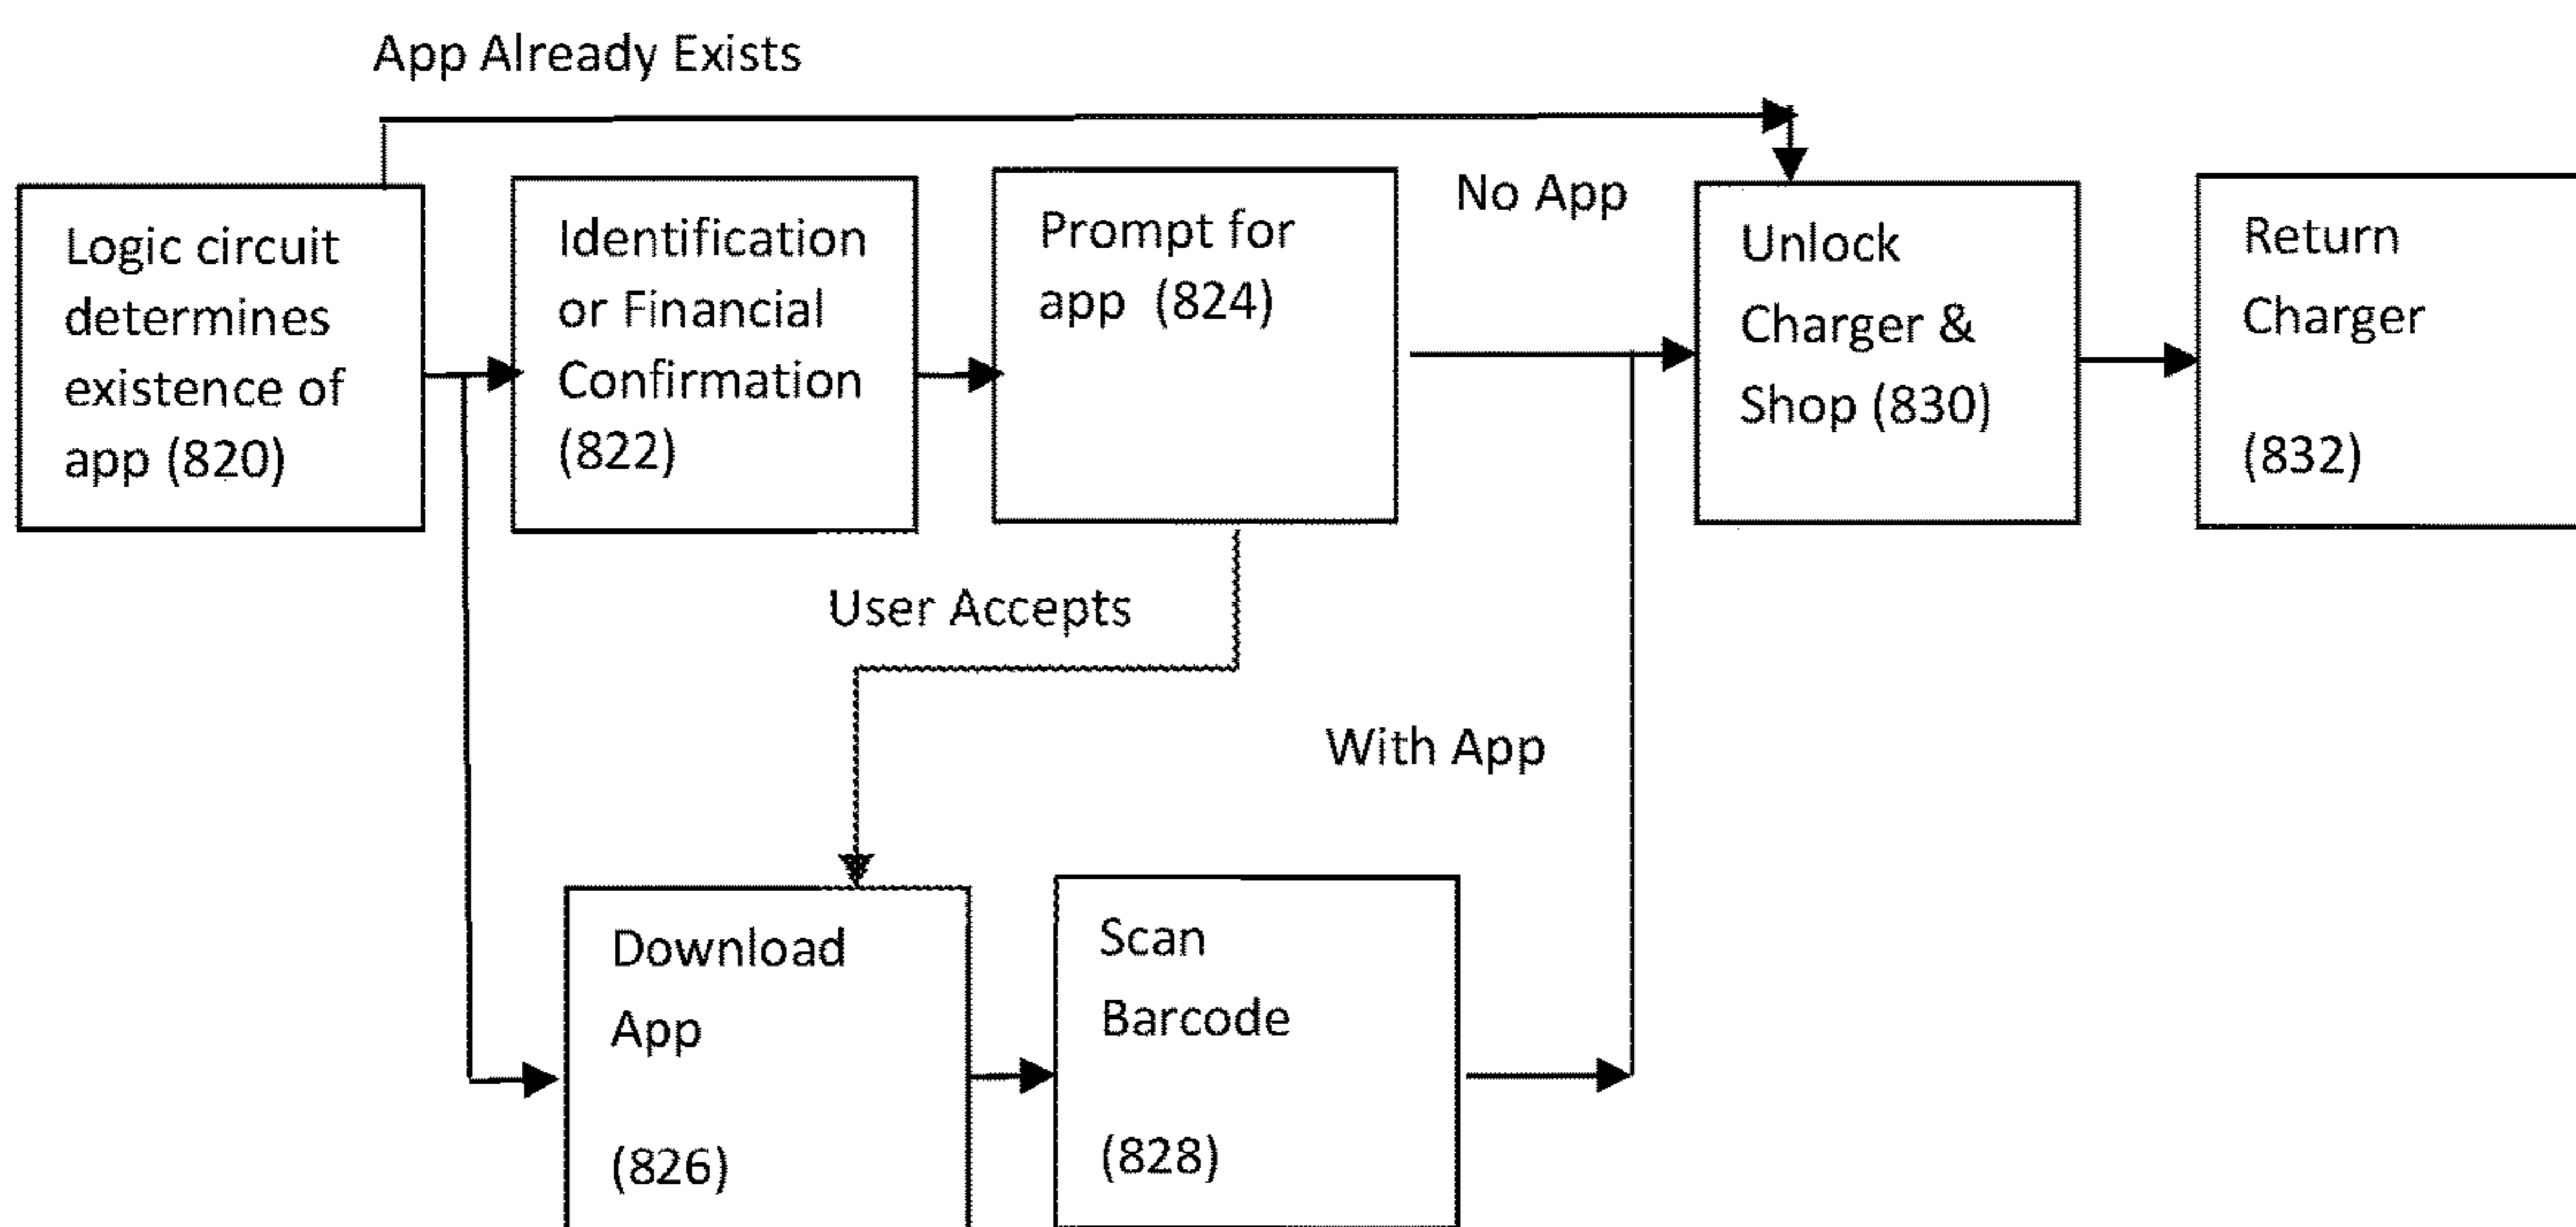 App Already Exists
Logic circuit
determines
existence of
app (820)
Identification
or Financial
Confirmation
(822)
Prompt for
app (824)
No App
Unlock
Charger &
Shop (830)
Return
Charger
(832)
User Accepts
With App
Download
App
(826)
Scan
Barcode
(828)